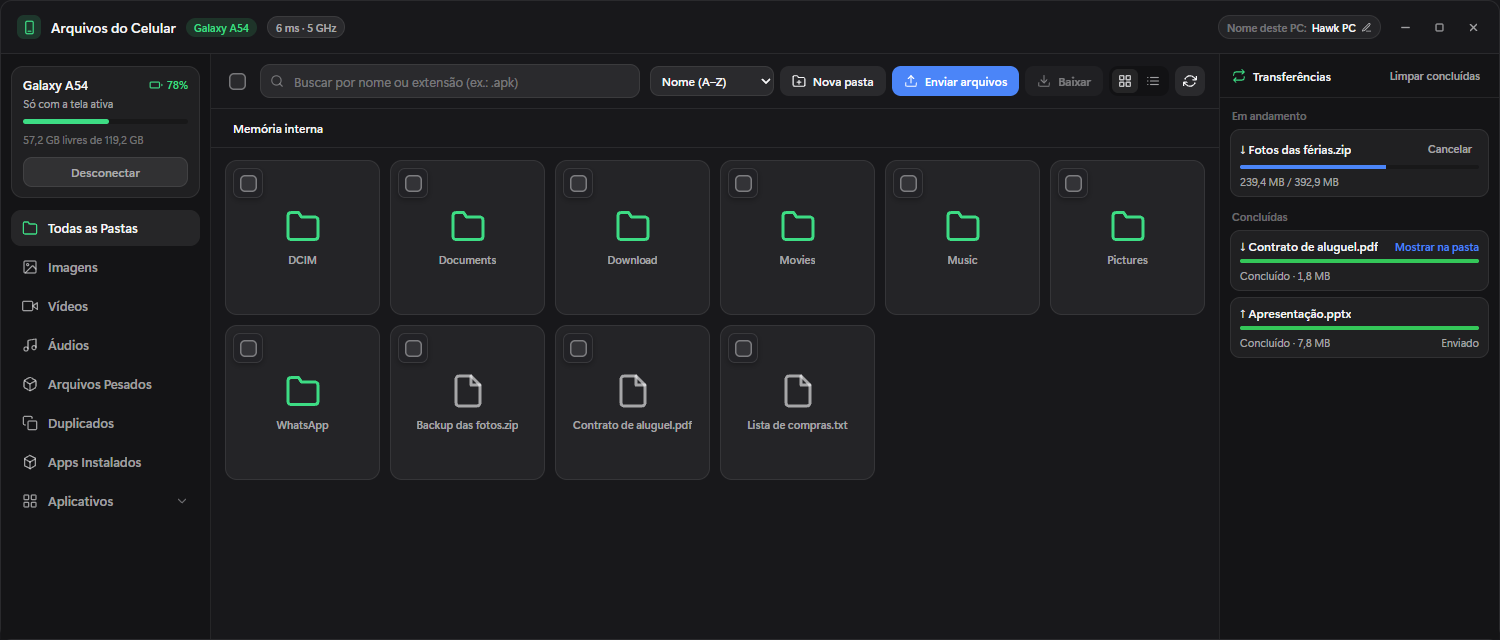 Arquivos do Celular
Galaxy A54
6 ms · 5 GHz
Nome deste PC: Hawk PC
Galaxy A54
78%
Só com a tela ativa
57,2 GB livres de 119,2 GB
Desconectar
Todas as Pastas
Imagens
Vídeos
Áudios
Arquivos Pesados
Duplicados
Apps Instalados
Aplicativos
Buscar por nome ou extensão (ex.: .apk)
Nome (A–Z)
Nova pasta
Enviar arquivos
Baixar
Memória interna
DCIM
Documents
Download
Movies
Music
Pictures
WhatsApp
Backup das fotos.zip
Contrato de aluguel.pdf
Lista de compras.txt
Transferências
Limpar concluídas
Em andamento
↓ Fotos das férias.zip
Cancelar
239,4 MB / 392,9 MB
Concluídas
↓ Contrato de aluguel.pdf
Mostrar na pasta
Concluído · 1,8 MB
↑ Apresentação.pptx
Concluído · 7,8 MB
Enviado